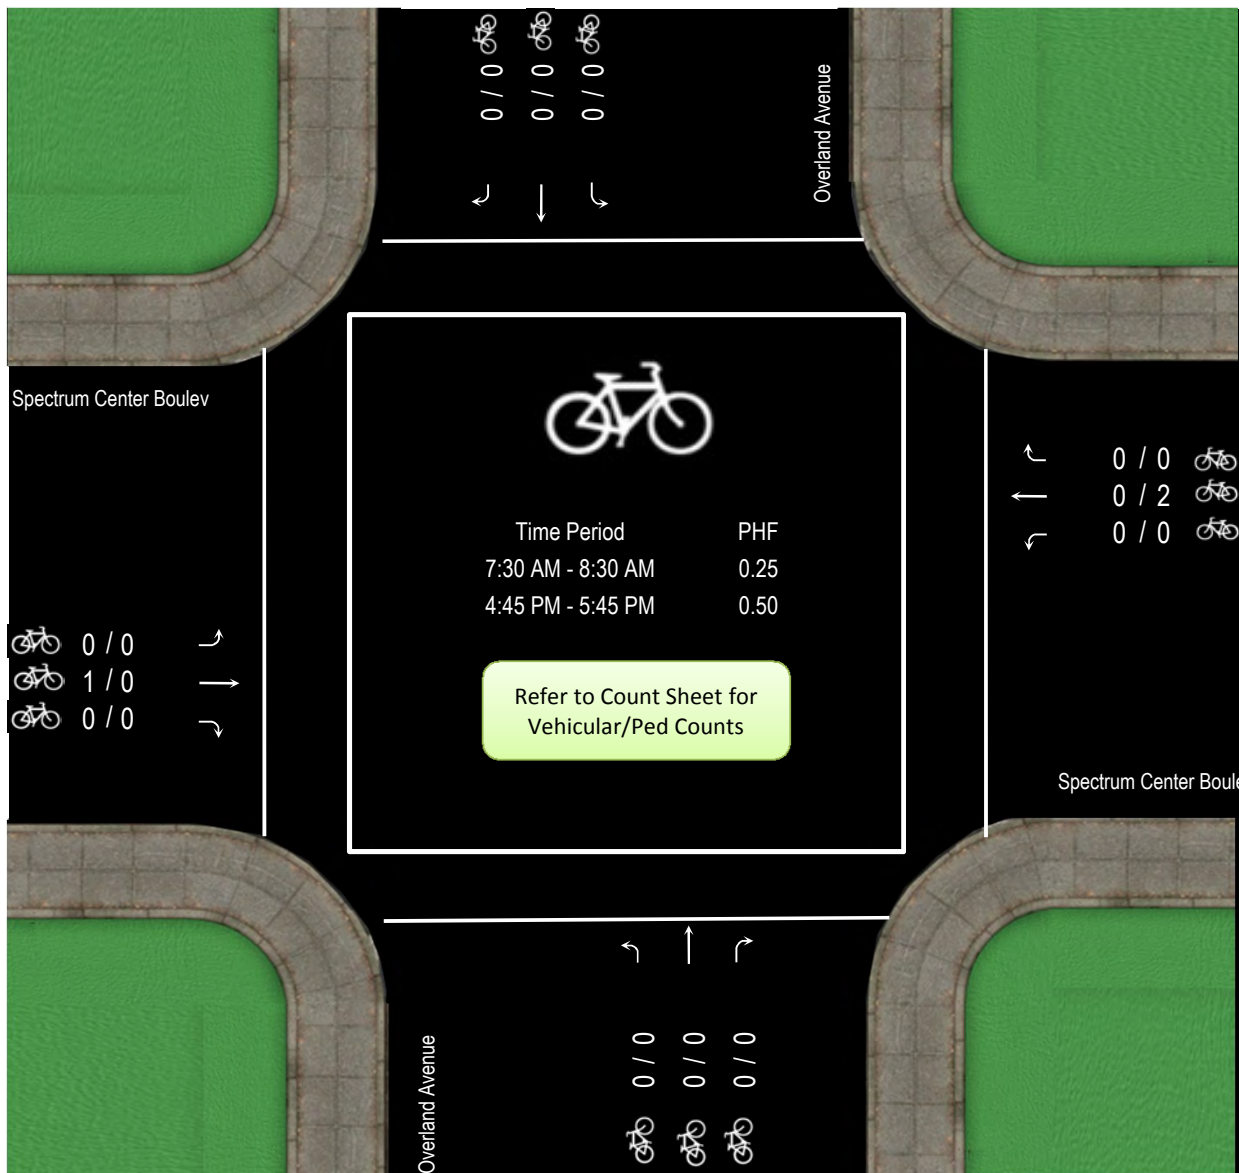 0 / 0
0 / 0
0 / 0
Overland Avenue
Spectrum Center Boulev
0 / 0
0 / 2
0 / 0
Time Period PHF
7:30 AM - 8:30 AM 0.25
4:45 PM - 5:45 PM 0.50
0 / 0
1 / 0
0 / 0
Refer to Count Sheet for
Vehicular/Ped Counts
Spectrum Center Boule
0 / 0
0 / 0
0 / 0
Overland Avenue